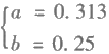 a = 0.313
b = 0.25